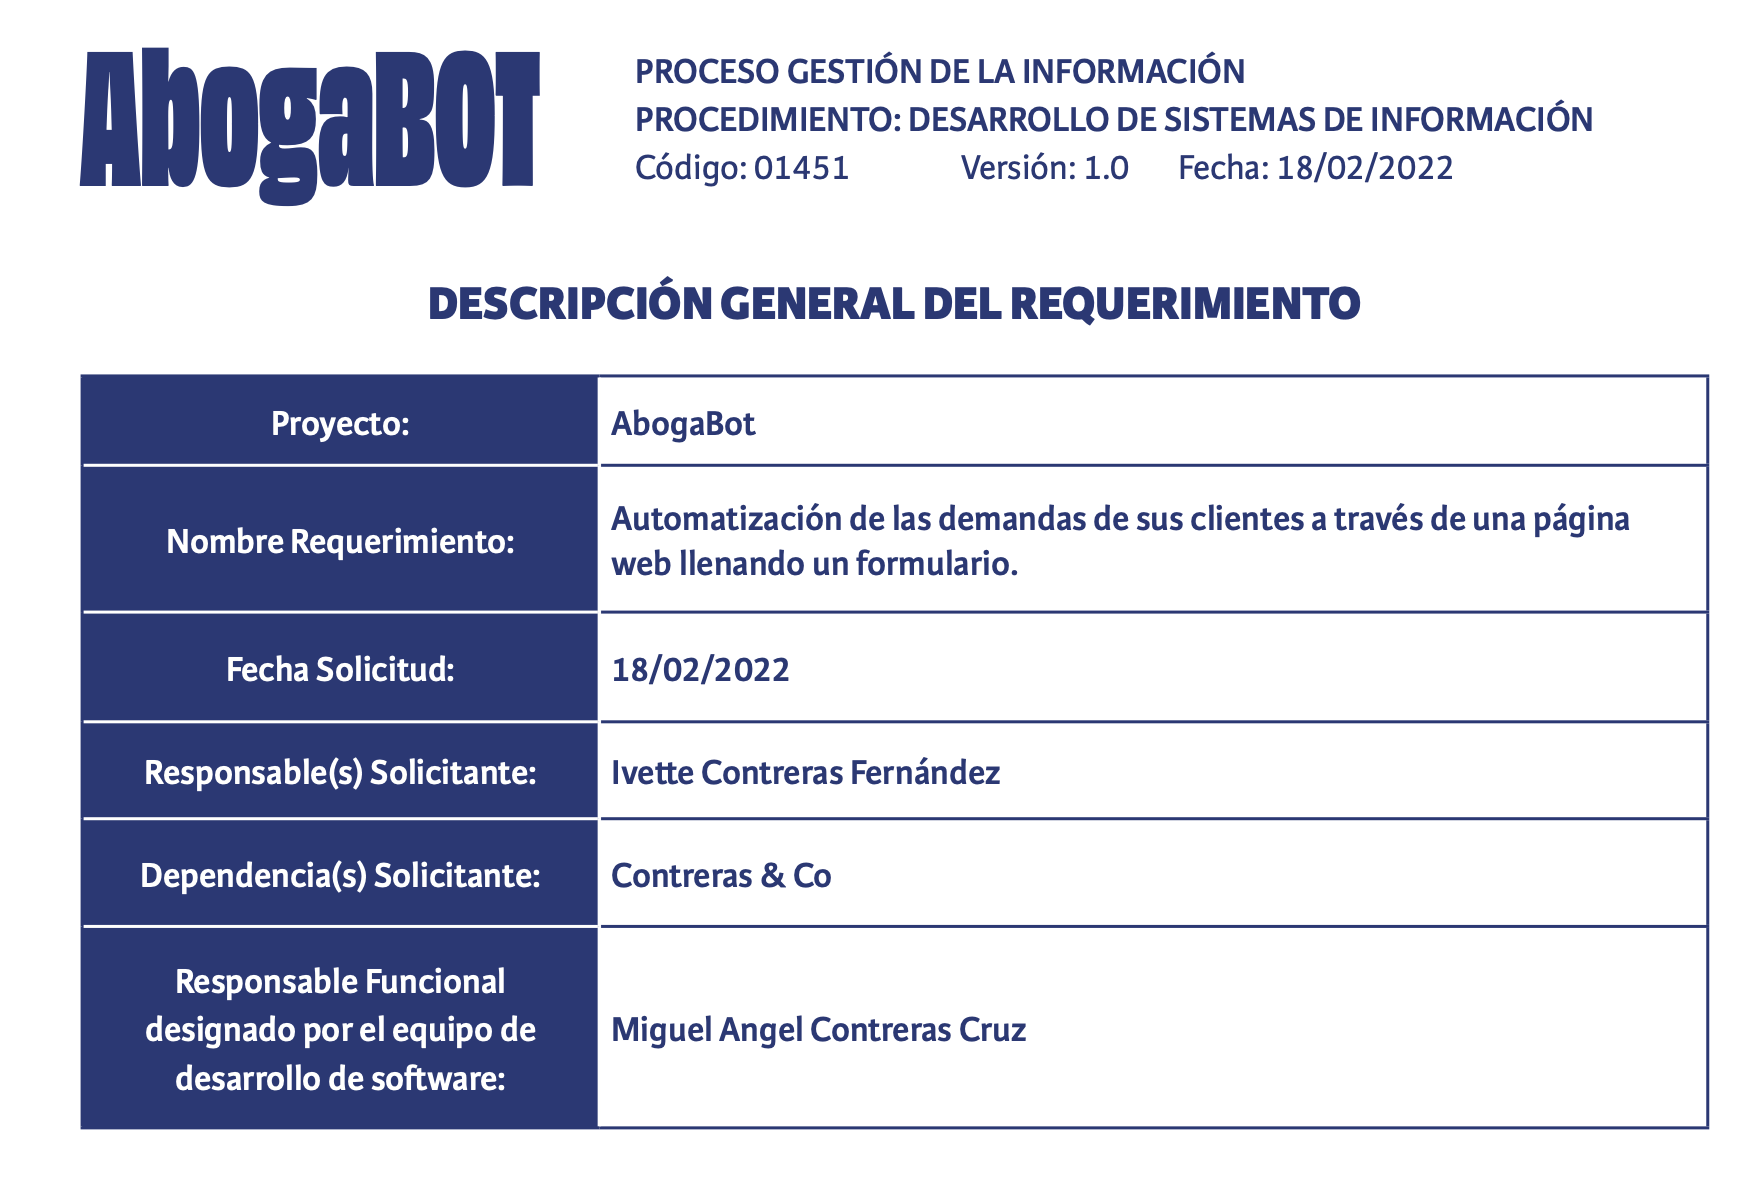 AbogaBOT
PROCESO GESTIÓN DE LA INFORMACIÓN
PROCEDIMIENTO: DESARROLLO DE SISTEMAS DE INFORMACIÓN
Código: 01451 Versión: 1.0 Fecha: 18/02/2022
DESCRIPCIÓN GENERAL DEL REQUERIMIENTO
Proyecto:
AbogaBot
Nombre Requerimiento:
Automatización de las demandas de sus clientes a través de una página
web llenando un formulario.
Fecha Solicitud:
18/02/2022
Responsable(s) Solicitante:
Ivette Contreras Fernández
Dependencia(s) Solicitante:
Contreras & Co
Responsable Funcional
designado por el equipo de
desarrollo de software:
Miguel Angel Contreras Cruz